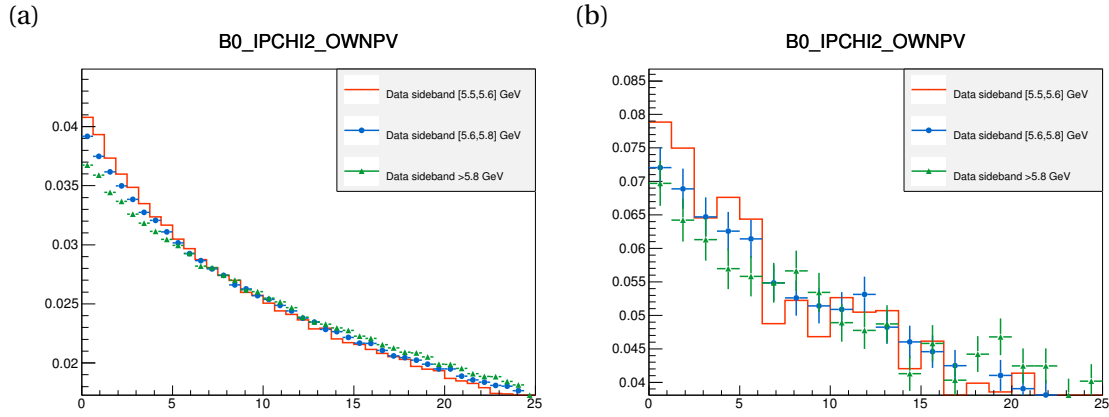 (a)
B0_IPCHI2_OWNPV
Data sideband [5.5,5.6] GeV
Data sideband [5.6,5.8] GeV
Data sideband >5.8 GeV
0.04
0.035
0.03
0.025
0.02
0 5 10 15 20 25
(b)
B0_IPCHI2_OWNPV
Data sideband [5.5,5.6] GeV
Data sideband [5.6,5.8] GeV
Data sideband >5.8 GeV
0.085
0.08
0.075
0.07
0.065
0.06
0.055
0.05
0.045
0.04
0 5 10 15 20 25